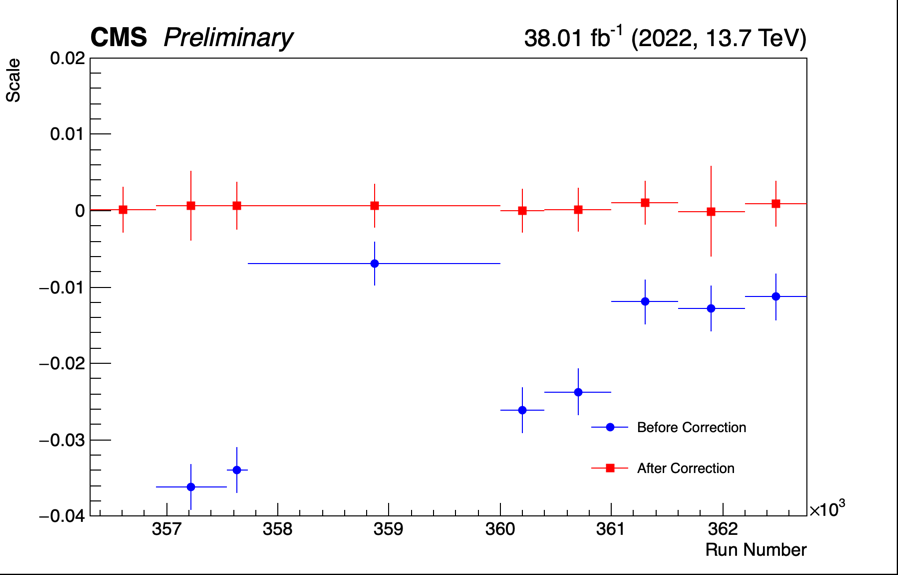 CMS Preliminary 38.01 fb-1 (2022, 13.7 TeV)
Scale
0.02
0.01
0
−0.01
−0.02
−0.03
−0.04
Before Correction
After Correction
357 358 359 360 361 362 ×10³
Run Number